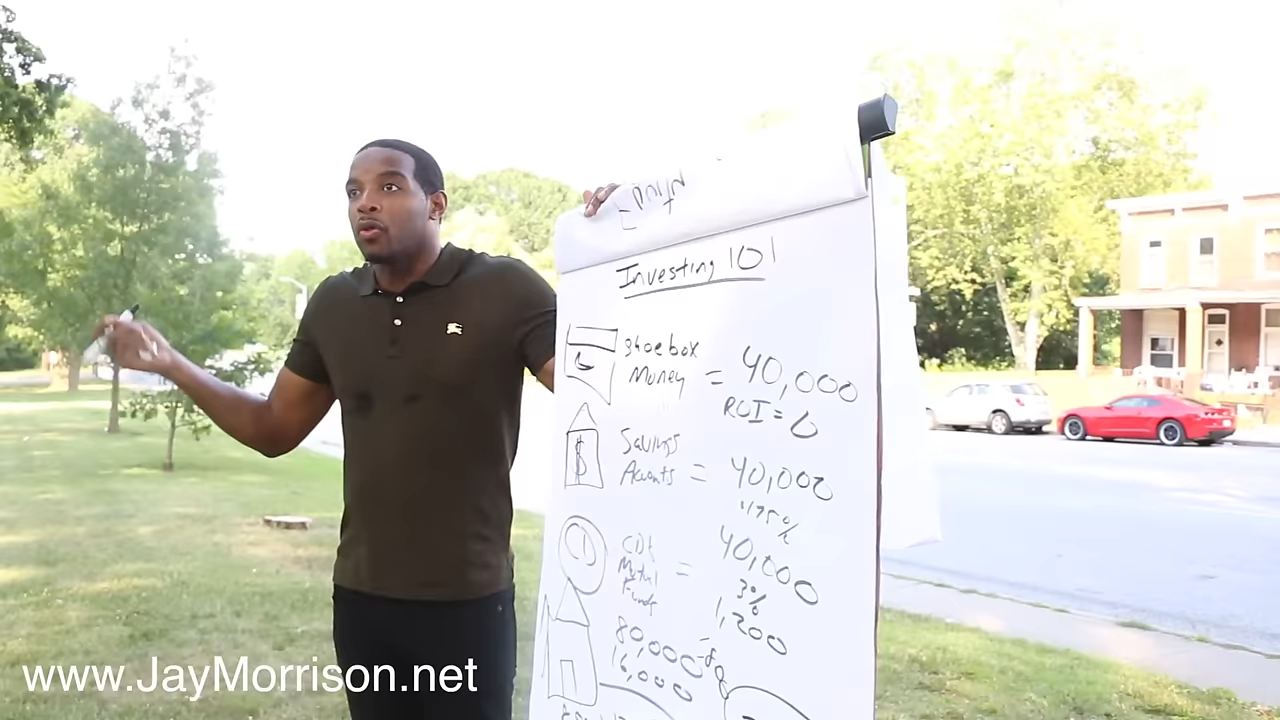 Investing 101
shoebox
Money = 40,000
ROI = 0
$
Savings
Accounts = 40,000
CD
CDs
Mutual
Funds = 40,000
3%
1,200
80,000
16,000
www.JayMorrison.net